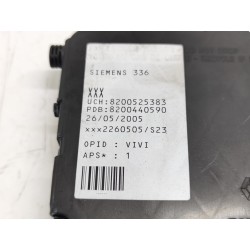 SIEMENS 336
XXX
UCH:8200525383
PDB:8200440590
26/05/2005
xxx2260505/S23
OPID : VIVI
APS* : 1